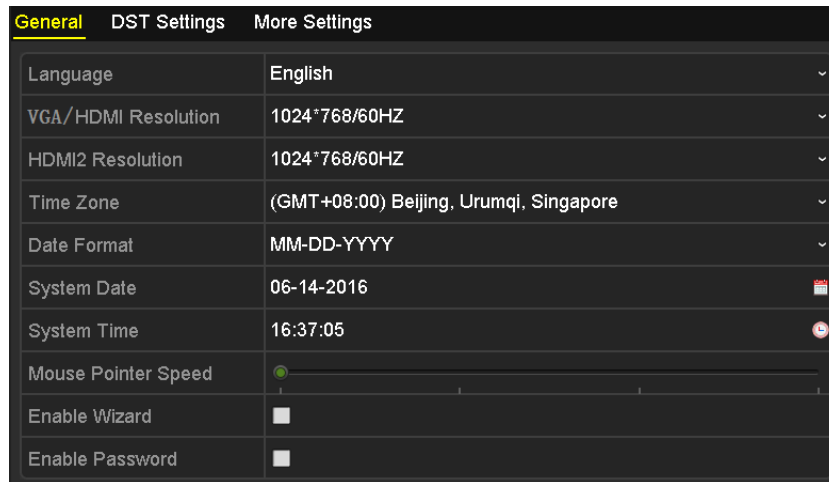 General DST Settings More Settings
Language English
VGA/HDMI Resolution 1024*768/60HZ
HDMI2 Resolution 1024*768/60HZ
Time Zone (GMT+08:00) Beijing, Urumqi, Singapore
Date Format MM-DD-YYYY
System Date 06-14-2016
System Time 16:37:05
Mouse Pointer Speed
Enable Wizard
Enable Password